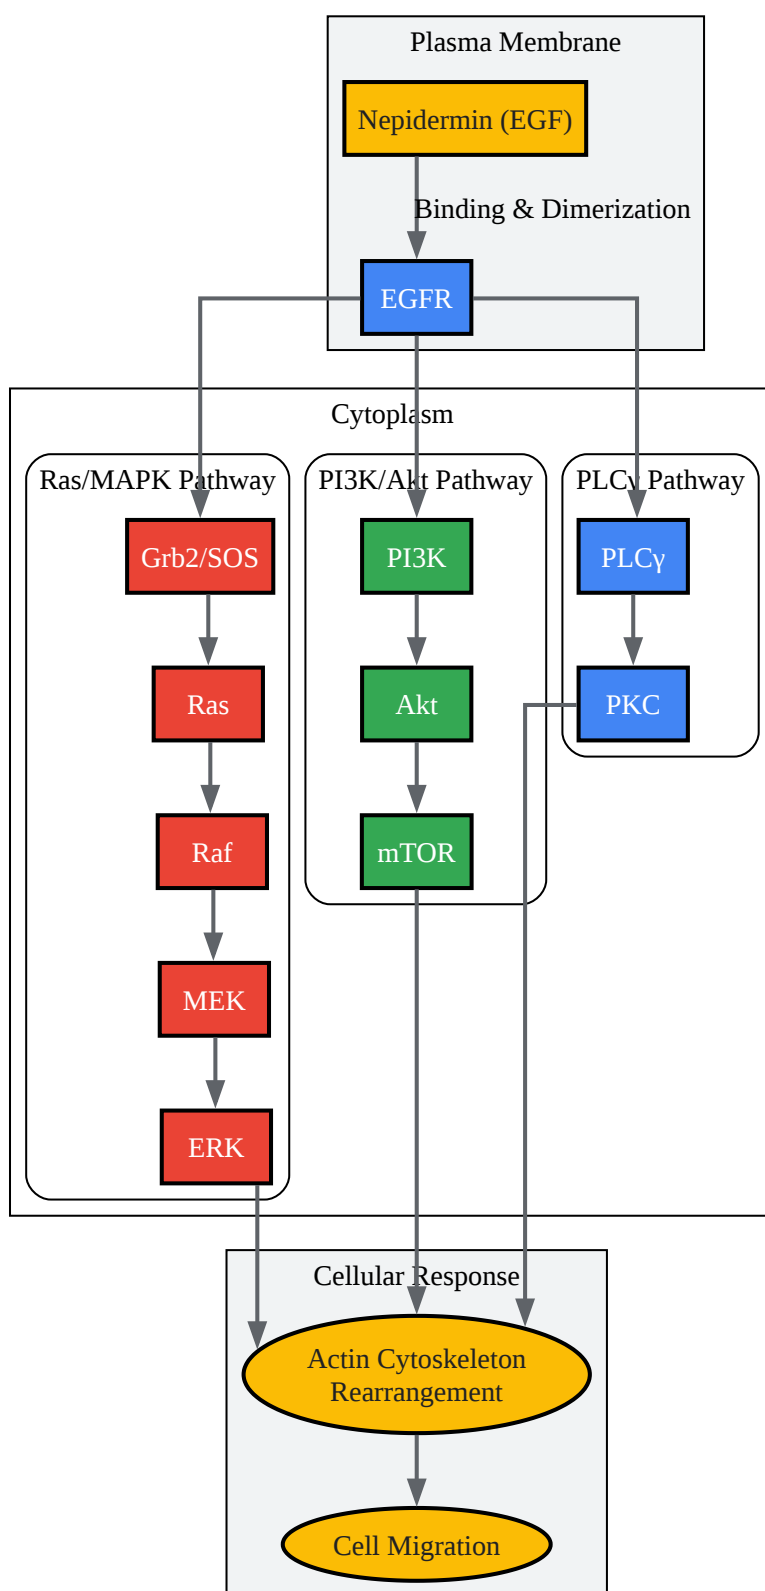 Plasma Membrane
Nepidermin (EGF)
Binding & Dimerization
EGFR
Cytoplasm
Ras/MAPK Pathway
PI3K/Akt Pathway
PLCγ Pathway
Grb2/SOS
PI3K
PLCγ
Ras
Akt
PKC
Raf
mTOR
MEK
ERK
Cellular Response
Actin Cytoskeleton
Rearrangement
Cell Migration